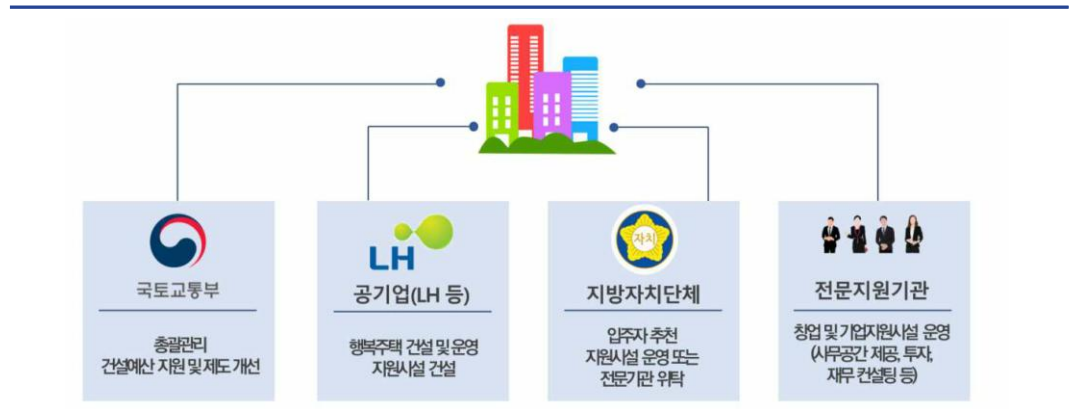 국토교통부
총괄관리
건설예산 지원 및 제도 개선
LH
공기업(LH 등)
행복주택 건설 및 운영
지원시설 건설
자치
지방자치단체
입주자 추천
지원시설 운영 또는
전문기관 위탁
전문지원기관
창업 및 기업지원시설 운영
(사무공간 제공, 투자,
재무 컨설팅 등)